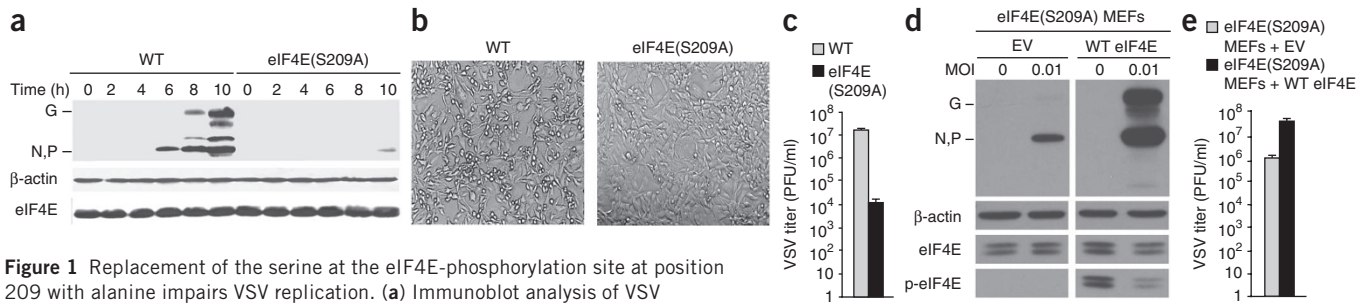 a
WT eIF4E(S209A)
Time (h) 0 2 4 6 8 10 0 2 4 6 8 10
G
N,P
β-actin
eIF4E
b
WT eIF4E(S209A)
c
WT
eIF4E
(S209A)
VSV titer (PFU/ml)
10⁸
10⁷
10⁶
10⁵
10⁴
10³
10²
10
1
d
eIF4E(S209A) MEFs
EV WT eIF4E
MOI 0 0.01 0 0.01
G
N,P
β-actin
eIF4E
p-eIF4E
e
eIF4E(S209A)
MEFs + EV
eIF4E(S209A)
MEFs + WT eIF4E
VSV titer (PFU/ml)
10⁸
10⁷
10⁶
10⁵
10⁴
10³
10²
10
1
Figure 1 Replacement of the serine at the eIF4E-phosphorylation site at position
209 with alanine impairs VSV replication. (a) Immunoblot analysis of VSV